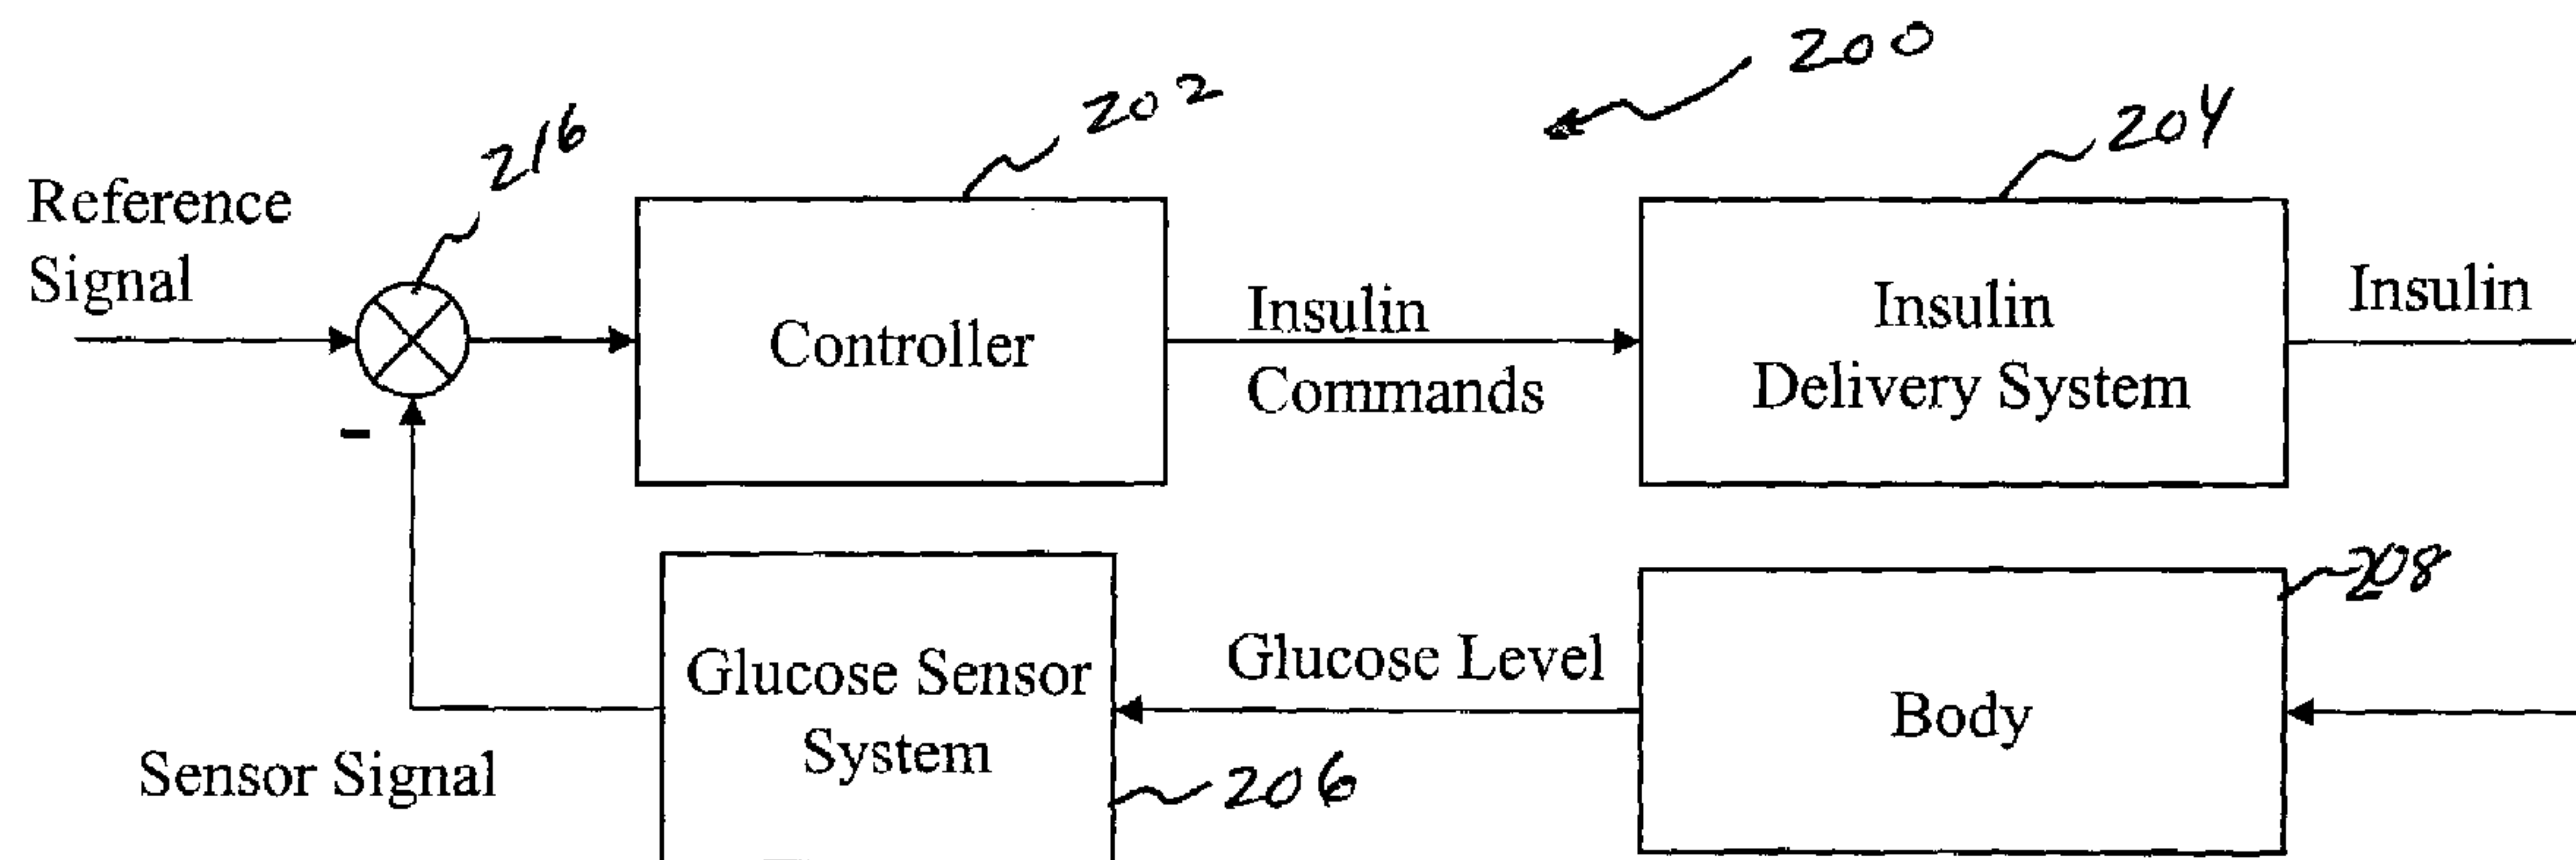 200
202
204
216
Reference
Signal
Controller
Insulin
Commands
Insulin
Delivery System
Insulin
-
208
Glucose Sensor
System
Glucose Level
Body
Sensor Signal
206